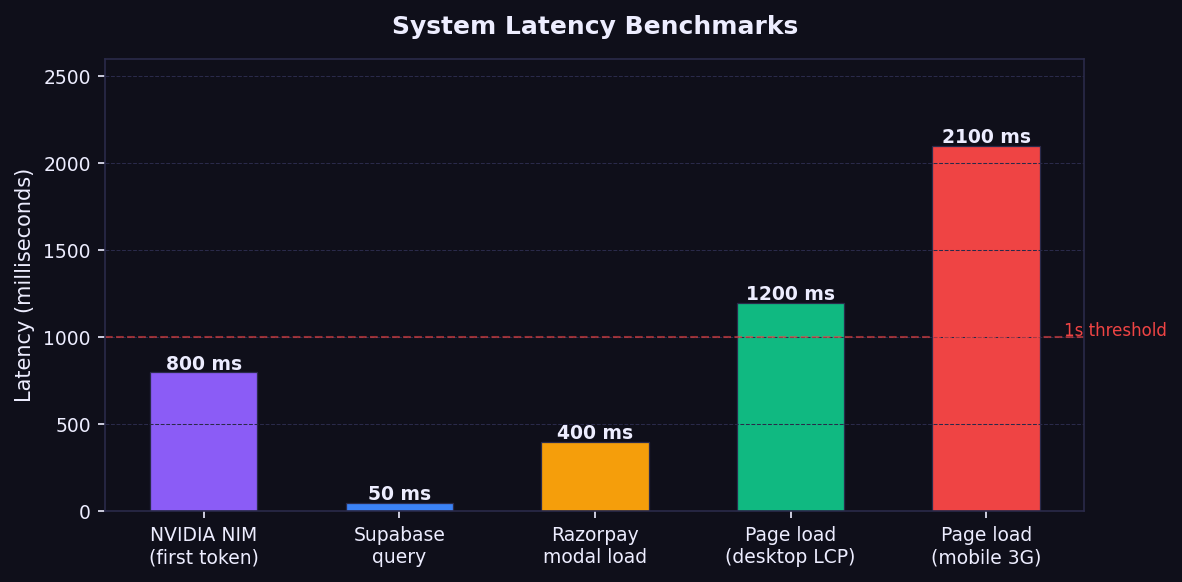 System Latency Benchmarks
Latency (milliseconds)
2500
2000
1500
1000
500
0
800 ms
50 ms
400 ms
1200 ms
2100 ms
1s threshold
NVIDIA NIM
(first token)
Supabase
query
Razorpay
modal load
Page load
(desktop LCP)
Page load
(mobile 3G)